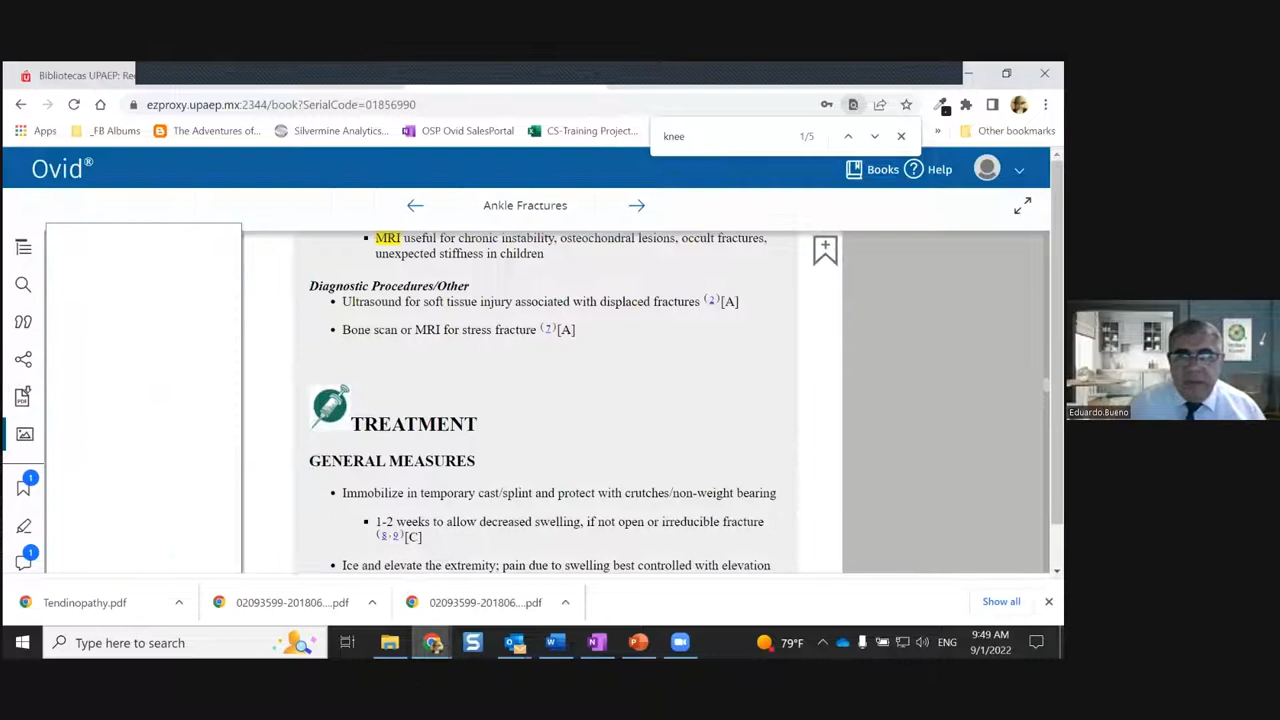 Bibliotecas UPAEP: Re
ezproxy.upaep.mx:2344/book?SerialCode=01856990
Apps
_FB Albums
The Adventures of...
Silvermine Analytics...
OSP Ovid SalesPortal
CS-Training Project...
»
Other bookmarks
knee
1/5
Ovid®
Books
Help
Ankle Fractures
▪ MRI useful for chronic instability, osteochondral lesions, occult fractures,
unexpected stiffness in children
Diagnostic Procedures/Other
• Ultrasound for soft tissue injury associated with displaced fractures (2)[A]
• Bone scan or MRI for stress fracture (7)[A]
TREATMENT
GENERAL MEASURES
• Immobilize in temporary cast/splint and protect with crutches/non-weight bearing
▪ 1-2 weeks to allow decreased swelling, if not open or irreducible fracture
(8,9)[C]
• Ice and elevate the extremity; pain due to swelling best controlled with elevation
PDF
1
1
Eduardo.Bueno
Tendinopathy.pdf
02093599-201806....pdf
02093599-201806....pdf
Show all
Type here to search
79°F
ENG
9:49 AM
9/1/2022